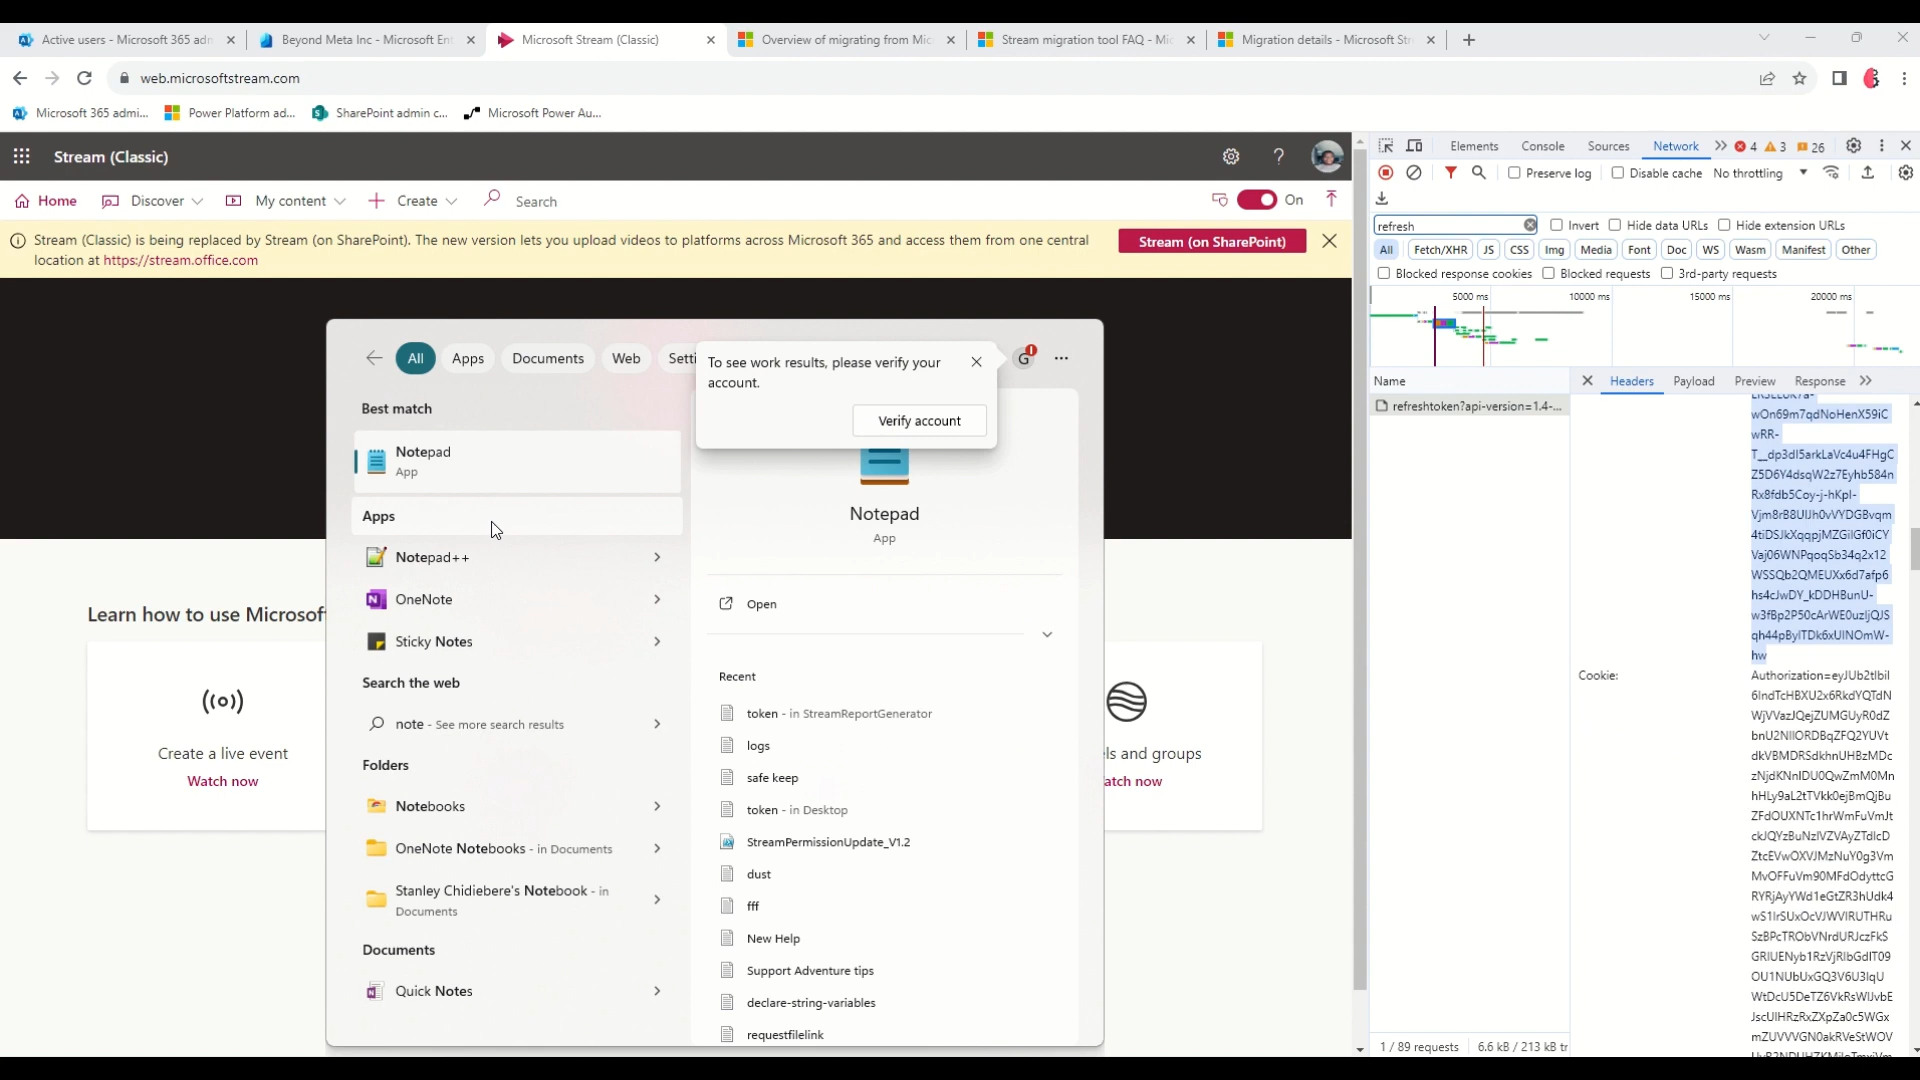 Active users - Microsoft 365 adm
Beyond Meta Inc - Microsoft Ent
Microsoft Stream (Classic)
Overview of migrating from Mic
Stream migration tool FAQ - Mic
Migration details - Microsoft Str
web.microsoftstream.com
Microsoft 365 admi...
Power Platform ad...
SharePoint admin c...
Microsoft Power Au...
Stream (Classic)
Home
Discover
My content
Create
Search
On
Stream (Classic) is being replaced by Stream (on SharePoint). The new version lets you upload videos to platforms across Microsoft 365 and access them from one central
location at https://stream.office.com
Stream (on SharePoint)
Learn how to use Microsof
Create a live event
Watch now
ls and groups
atch now
All
Apps
Documents
Web
Setti
To see work results, please verify your
account.
Verify account
G
Best match
Notepad
App
Apps
Notepad++
OneNote
Sticky Notes
Search the web
note - See more search results
Folders
Notebooks
OneNote Notebooks - in Documents
Stanley Chidiebere's Notebook - in
Documents
Documents
Quick Notes
Notepad
App
Open
Recent
token - in StreamReportGenerator
logs
safe keep
token - in Desktop
StreamPermissionUpdate_V1.2
dust
fff
New Help
Support Adventure tips
declare-string-variables
requestfilelink
Elements
Console
Sources
Network
4
3
26
Preserve log
Disable cache
No throttling
refresh
Invert
Hide data URLs
Hide extension URLs
All
Fetch/XHR
JS
CSS
Img
Media
Font
Doc
WS
Wasm
Manifest
Other
Blocked response cookies
Blocked requests
3rd-party requests
5000 ms
10000 ms
15000 ms
20000 ms
Name
Headers
Payload
Preview
Response
refreshtoken?api-version=1.4-...
Cookie:
1 / 89 requests
6.6 kB / 213 kB tr